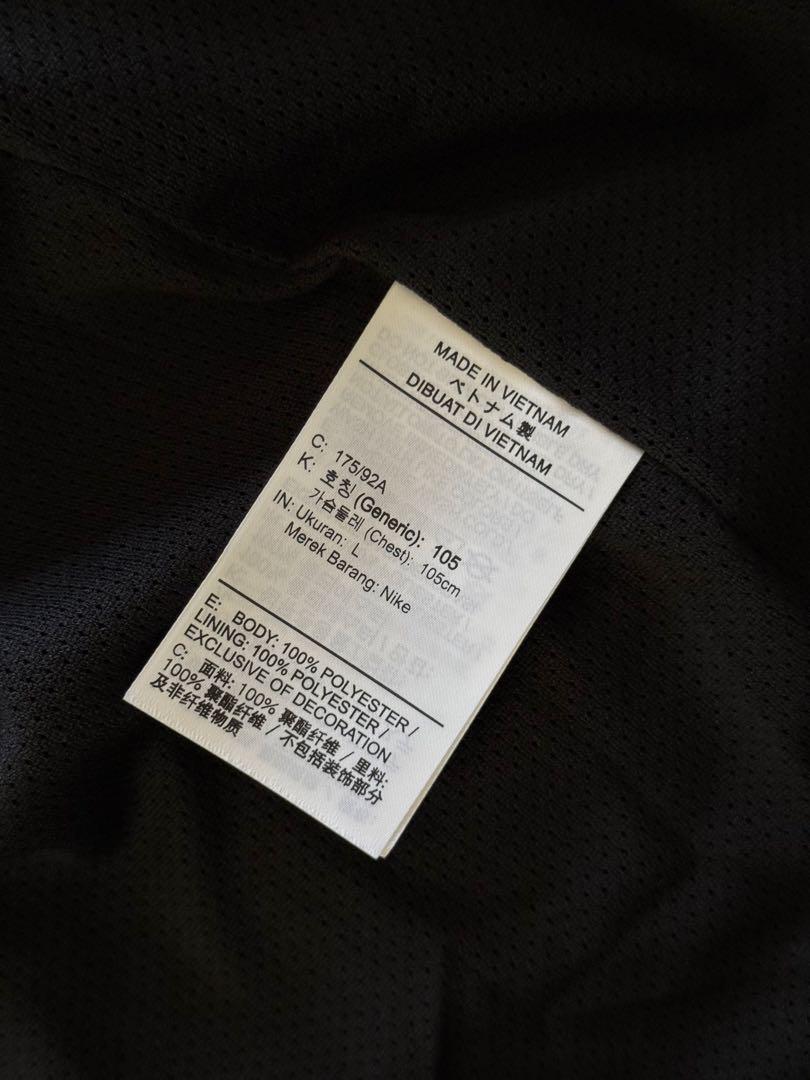 MADE IN VIETNAM
ベトナム製
DIBUAT DI VIETNAM
C: 175/92A
K: 호칭 (Generic): 105
가슴둘레 (Chest): 105cm
IN: Ukuran: L
Merek Barang: Nike
E: BODY: 100% POLYESTER /
LINING: 100% POLYESTER /
EXCLUSIVE OF DECORATION
C: 面料: 100% 聚酯纤维 / 里料:
100% 聚酯纤维 / 不包括装饰部分
及非纤维物质